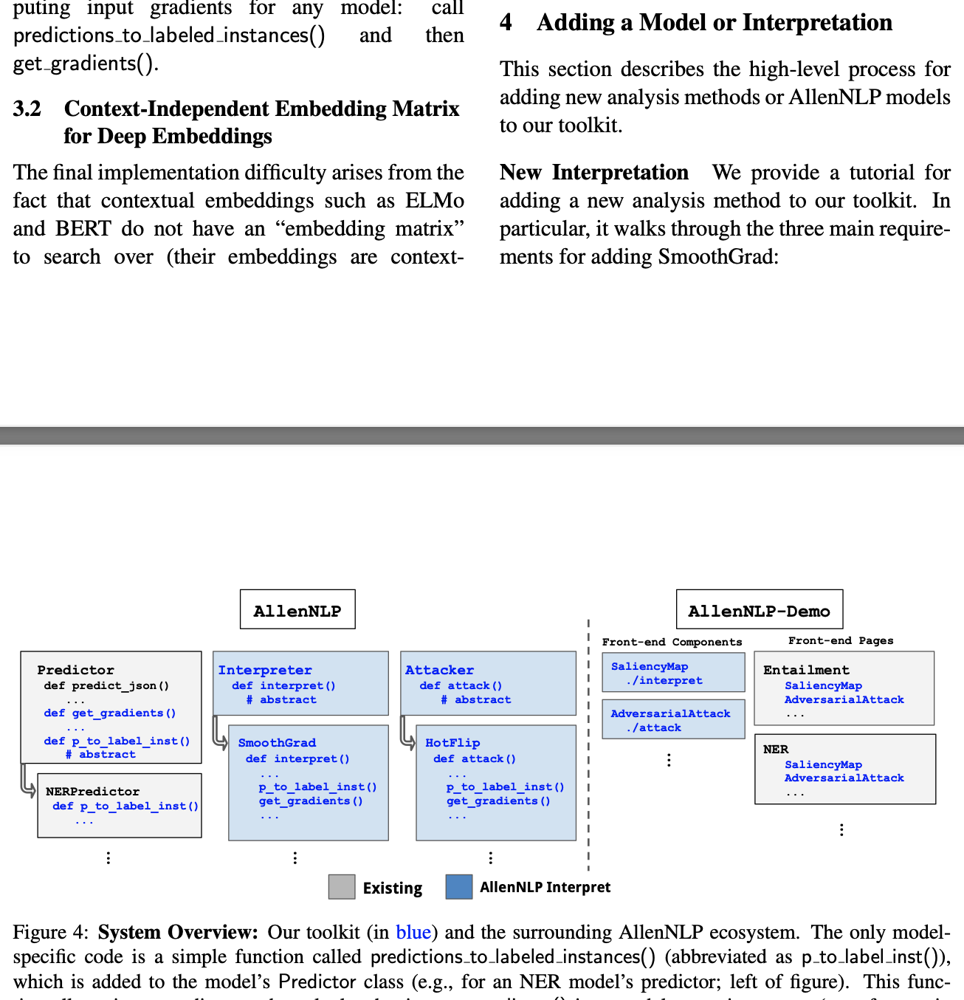 puting input gradients for any model: call
predictions_to_labeled_instances() and then
get_gradients().
3.2 Context-Independent Embedding Matrix
for Deep Embeddings
The final implementation difficulty arises from the
fact that contextual embeddings such as ELMo
and BERT do not have an “embedding matrix”
to search over (their embeddings are context-
4 Adding a Model or Interpretation
This section describes the high-level process for
adding new analysis methods or AllenNLP models
to our toolkit.
New Interpretation We provide a tutorial for
adding a new analysis method to our toolkit. In
particular, it walks through the three main require-
ments for adding SmoothGrad:
AllenNLP
Predictor
def predict_json()
...
def get_gradients()
...
def p_to_label_inst()
# abstract
NERPredictor
def p_to_label_inst()
...
Interpreter
def interpret()
# abstract
SmoothGrad
def interpret()
...
p_to_label_inst()
get_gradients()
...
Attacker
def attack()
# abstract
HotFlip
def attack()
...
p_to_label_inst()
get_gradients()
...
AllenNLP-Demo
Front-end Components
SaliencyMap
./interpret
AdversarialAttack
./attack
Front-end Pages
Entailment
SaliencyMap
AdversarialAttack
...
NER
SaliencyMap
AdversarialAttack
...
Existing
AllenNLP Interpret
Figure 4: System Overview: Our toolkit (in blue) and the surrounding AllenNLP ecosystem. The only model-
specific code is a simple function called predictions_to_labeled_instances() (abbreviated as p_to_label_inst()),
which is added to the model’s Predictor class (e.g., for an NER model’s predictor; left of figure). This func-